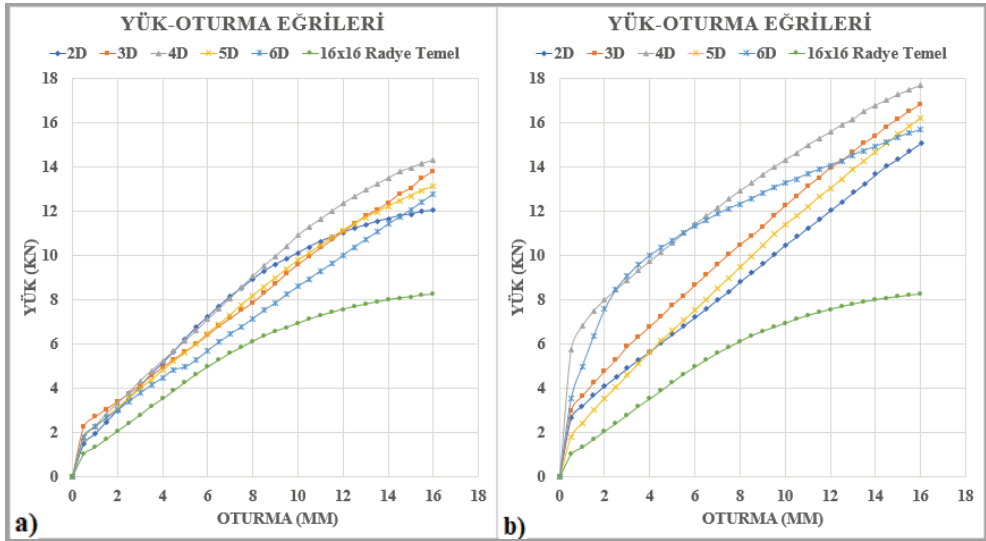 YÜK-OTURMA EĞRİLERİ
2D 3D 4D 5D 6D 16x16 Radye Temel
YÜK (KN)
18
16
14
12
10
8
6
4
2
0
0 2 4 6 8 10 12 14 16 18
OTURMA (MM)
a)
YÜK-OTURMA EĞRİLERİ
2D 3D 4D 5D 6D 16x16 Radye Temel
YÜK (KN)
18
16
14
12
10
8
6
4
2
0
0 2 4 6 8 10 12 14 16 18
OTURMA (MM)
b)